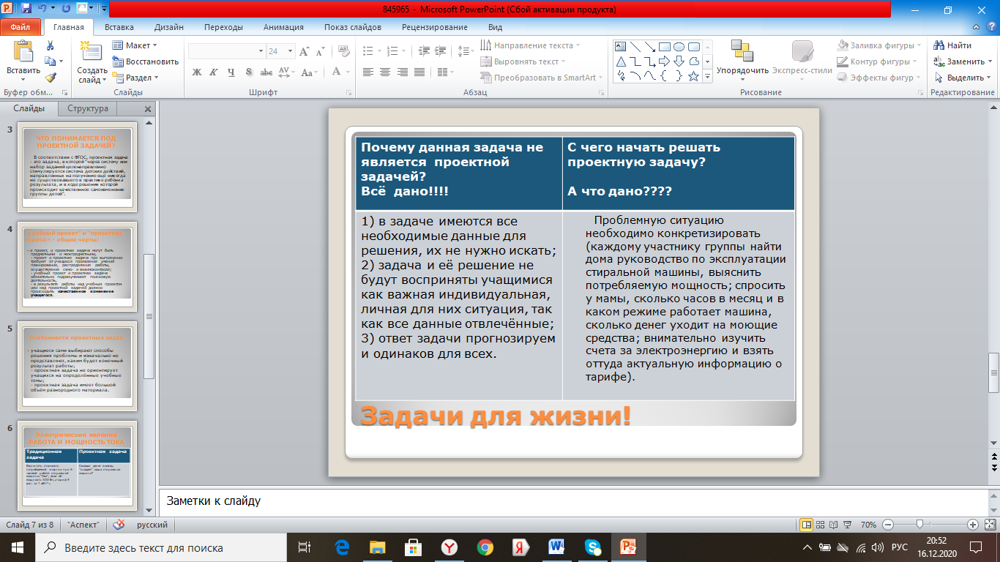 845965 - Microsoft PowerPoint (Сбой активации продукта)
Файл
Главная
Вставка
Дизайн
Переходы
Анимация
Показ слайдов
Рецензирование
Вид
Вставить
Буфер обм...
Создать
слайд
Макет
Восстановить
Раздел
Слайды
24
Ж К Ч S abc AV Aa A
Шрифт
Направление текста
Выровнять текст
Преобразовать в SmartArt
Абзац
Упорядочить
Экспресс-стили
Заливка фигуры
Контур фигуры
Эффекты фигур
Рисование
Найти
Заменить
Выделить
Редактирование
Слайды
Структура
3
ЧТО ПОНИМАЕТСЯ ПОД
ПРОЕКТНОЙ ЗАДАЧЕЙ?
В соответствии с ФГОС, проектная задача
- это задача, в которой "через систему или
набор заданий целенаправленно
стимулируется система детских действий,
направленных на получение ещё никогда
не существовавшего в практике ребёнка
результата, и в ходе решения которой
происходит качественное самоизменение
группы детей".
4
"Учебный проект" и "проектная
задача» - общие черты:
- и проект, и проектная задача могут быть
предметными и межпредметными,
- проект и проектная задача при выполнении
требуют от учащихся проявления умений
планирования, распределения работы,
осуществления само- и взаимоконтроля;
- учебный проект и проектная задача
обязательно подразумевают поисковую
деятельность,
- в результате работы над учебным проектом
или над проектной задачей должно
происходить качественное изменение
учащегося.
5
Особенности проектных задач
- учащиеся сами выбирают способы
решения проблемы и изначально не
представляют, каким будет конечный
результат работы;
- проектная задача не ориентирует
учащихся на определённые учебные
темы;
- проектная задача имеет большой
объём разнородного материала.
6
Электрические явления
РАБОТА И МОЩНОСТЬ ТОКА
Традиционная
задача
Проектная задача
Почему данная задача не
является проектной
задачей?
Всё дано!!!!
С чего начать решать
проектную задачу?
А что дано????
1) в задаче имеются все
необходимые данные для
решения, их не нужно искать;
2) задача и её решение не
будут восприняты учащимися
как важная индивидуальная,
личная для них ситуация, так
как все данные отвлечённые;
3) ответ задачи прогнозируем
и одинаков для всех.
Проблемную ситуацию
необходимо конкретизировать
(каждому участнику группы найти
дома руководство по эксплуатации
стиральной машины, выяснить
потребляемую мощность; спросить
у мамы, сколько часов в месяц и в
каком режиме работает машина,
сколько денег уходит на моющие
средства; внимательно изучить
счета за электроэнергию и взять
оттуда актуальную информацию о
тарифе).
Задачи для жизни!
Заметки к слайду
Слайд 7 из 8
"Аспект"
русский
70%
Введите здесь текст для поиска
РУС
20:52
16.12.2020